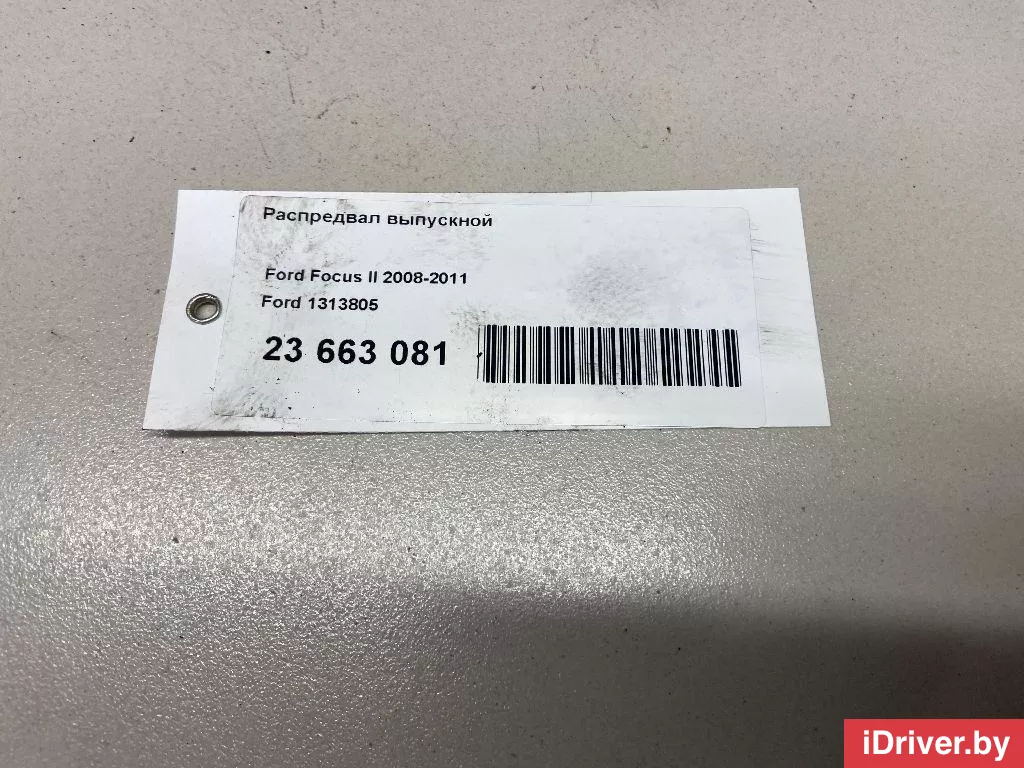 Распредвал выпускной
Ford Focus II 2008-2011
Ford 1313805
23 663 081
iDriver.by